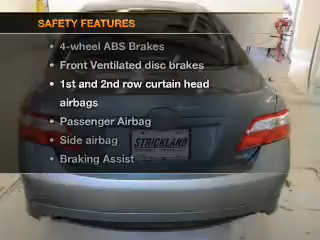 SAFETY FEATURES
4-wheel ABS Brakes
Front Ventilated disc brakes
1st and 2nd row curtain head
airbags
Passenger Airbag
Side airbag
Braking Assist
STRICKLAND